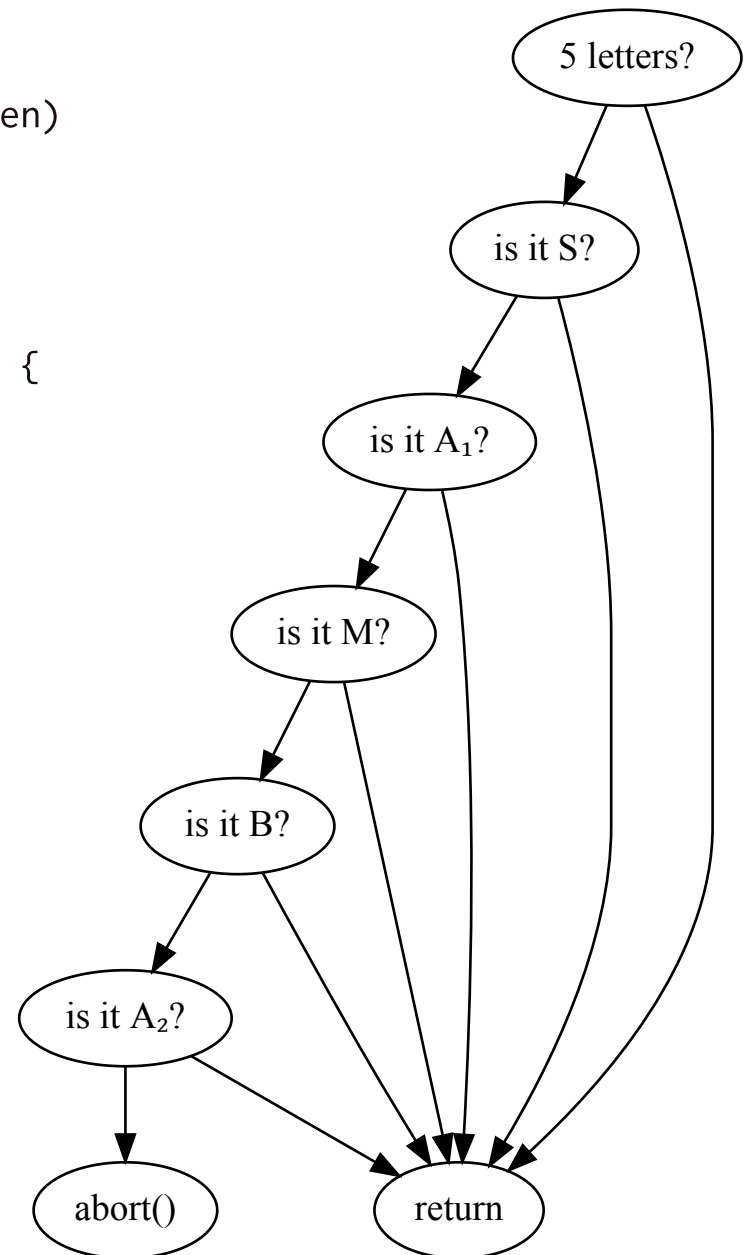 5 letters?
en)
is it S?
{
is it A₁?
is it M?
is it B?
is it A₂?
abort()
return